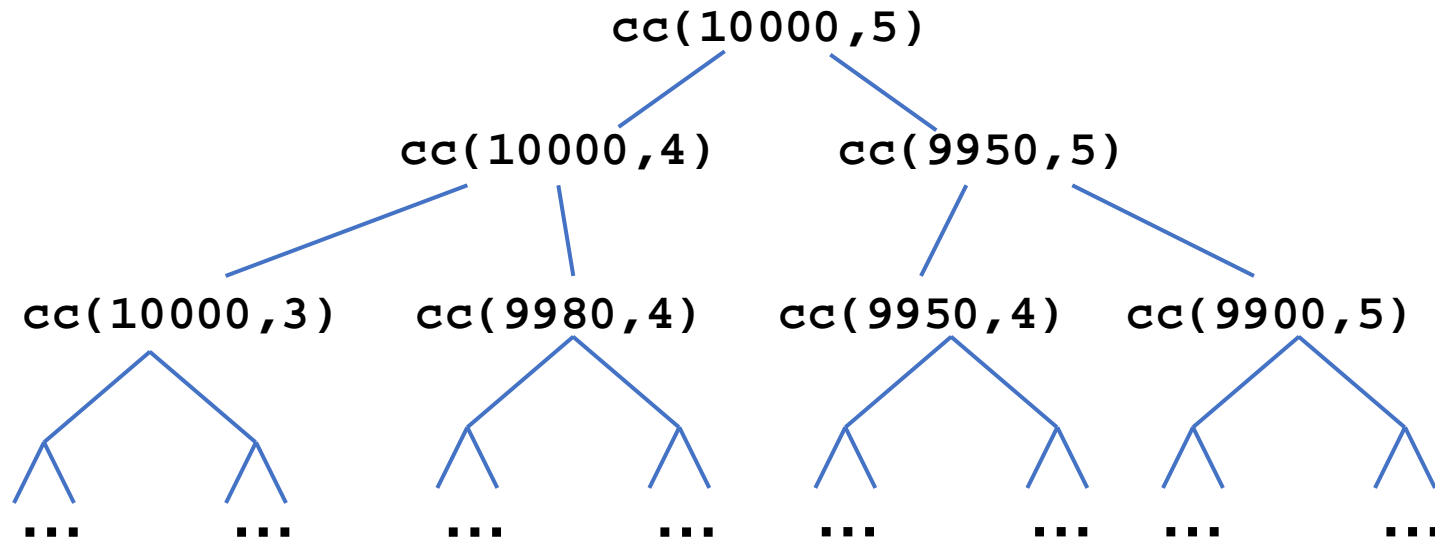 cc(10000,5)
cc(10000,4) cc(9950,5)
cc(10000,3) cc(9980,4) cc(9950,4) cc(9900,5)
... ... ... ... ... ... ... ...